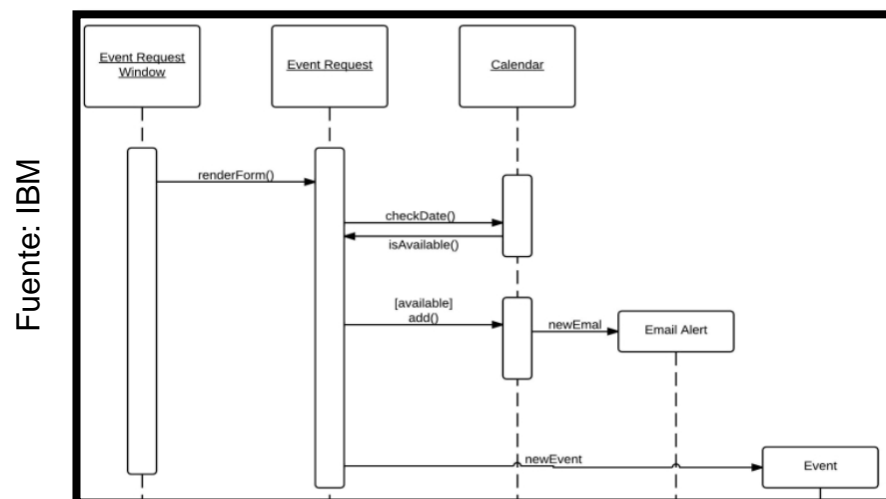 Fuente: IBM
Event Request
Window
Event Request
Calendar
renderForm()
checkDate()
isAvailable()
[available]
add()
newEmal
Email Alert
newEvent
Event